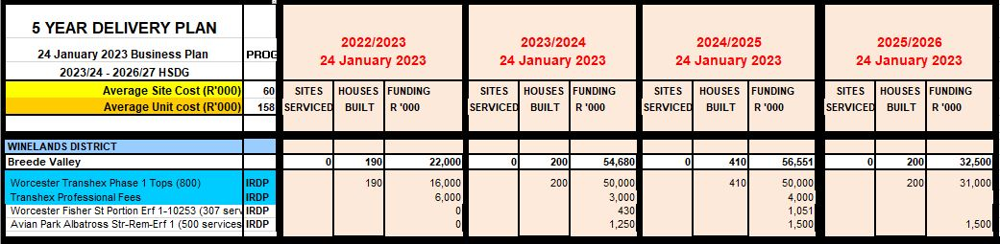 5 YEAR DELIVERY PLAN
24 January 2023 Business Plan PROG
2023/24 - 2026/27 HSDG
2022/2023 2023/2024 2024/2025 2025/2026
24 January 2023 24 January 2023 24 January 2023 24 January 2023
Average Site Cost (R'000) 60
Average Unit cost (R'000) 158
SITES HOUSES FUNDING SITES HOUSES FUNDING SITES HOUSES FUNDING SITES HOUSES FUNDING
SERVICED BUILT R '000 SERVICED BUILT R '000 SERVICED BUILT R '000 SERVICED BUILT R '000
WINELANDS DISTRICT
Breede Valley 0 190 22,000 0 200 54,680 0 410 56,551 0 200 32,500
Worcester Transhex Phase 1 Tops (800) IRDP 190 16,000 200 50,000 410 50,000 200 31,000
Transhex Professional Fees IRDP 6,000 3,000 4,000
Worcester Fisher St Portion Erf 1-10253 (307 serv IRDP 0 430 1,051
Avian Park Albatross Str-Rem-Erf 1 (500 services IRDP 0 1,250 1,500 1,500